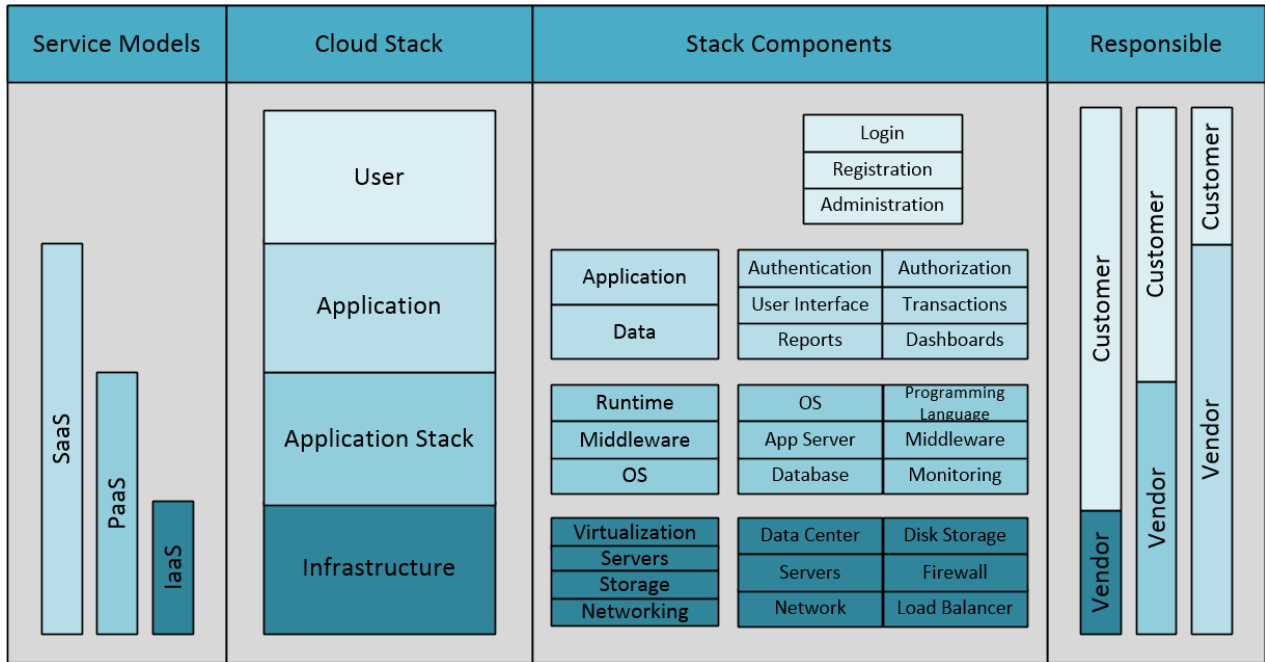 Service Models
Cloud Stack
Stack Components
Responsible
SaaS
PaaS
IaaS
User
Application
Application Stack
Infrastructure
Login
Registration
Administration
Application
Data
Authentication
Authorization
User Interface
Transactions
Reports
Dashboards
Runtime
Middleware
OS
OS
Programming
Language
App Server
Middleware
Database
Monitoring
Virtualization
Servers
Storage
Networking
Data Center
Disk Storage
Servers
Firewall
Network
Load Balancer
Customer
Vendor
Customer
Vendor
Customer
Vendor